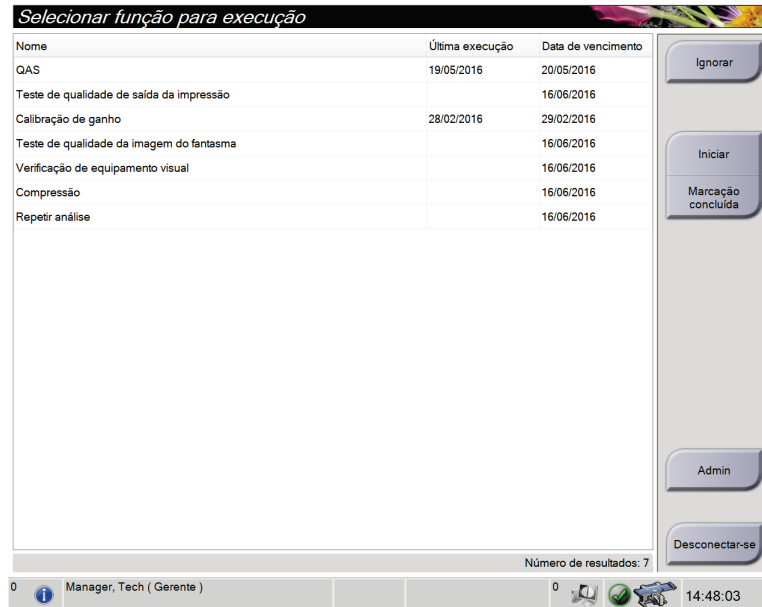 Selecionar função para execução
Nome Última execução Data de vencimento
QAS 19/05/2016 20/05/2016
Teste de qualidade de saída da impressão 16/06/2016
Calibração de ganho 28/02/2016 29/02/2016
Teste de qualidade da imagem do fantasma 16/06/2016
Verificação de equipamento visual 16/06/2016
Compressão 16/06/2016
Repetir análise 16/06/2016
Número de resultados: 7
Ignorar
Iniciar
Marcação
concluída
Admin
Desconectar-se
0 Manager, Tech ( Gerente ) 0 14:48:03